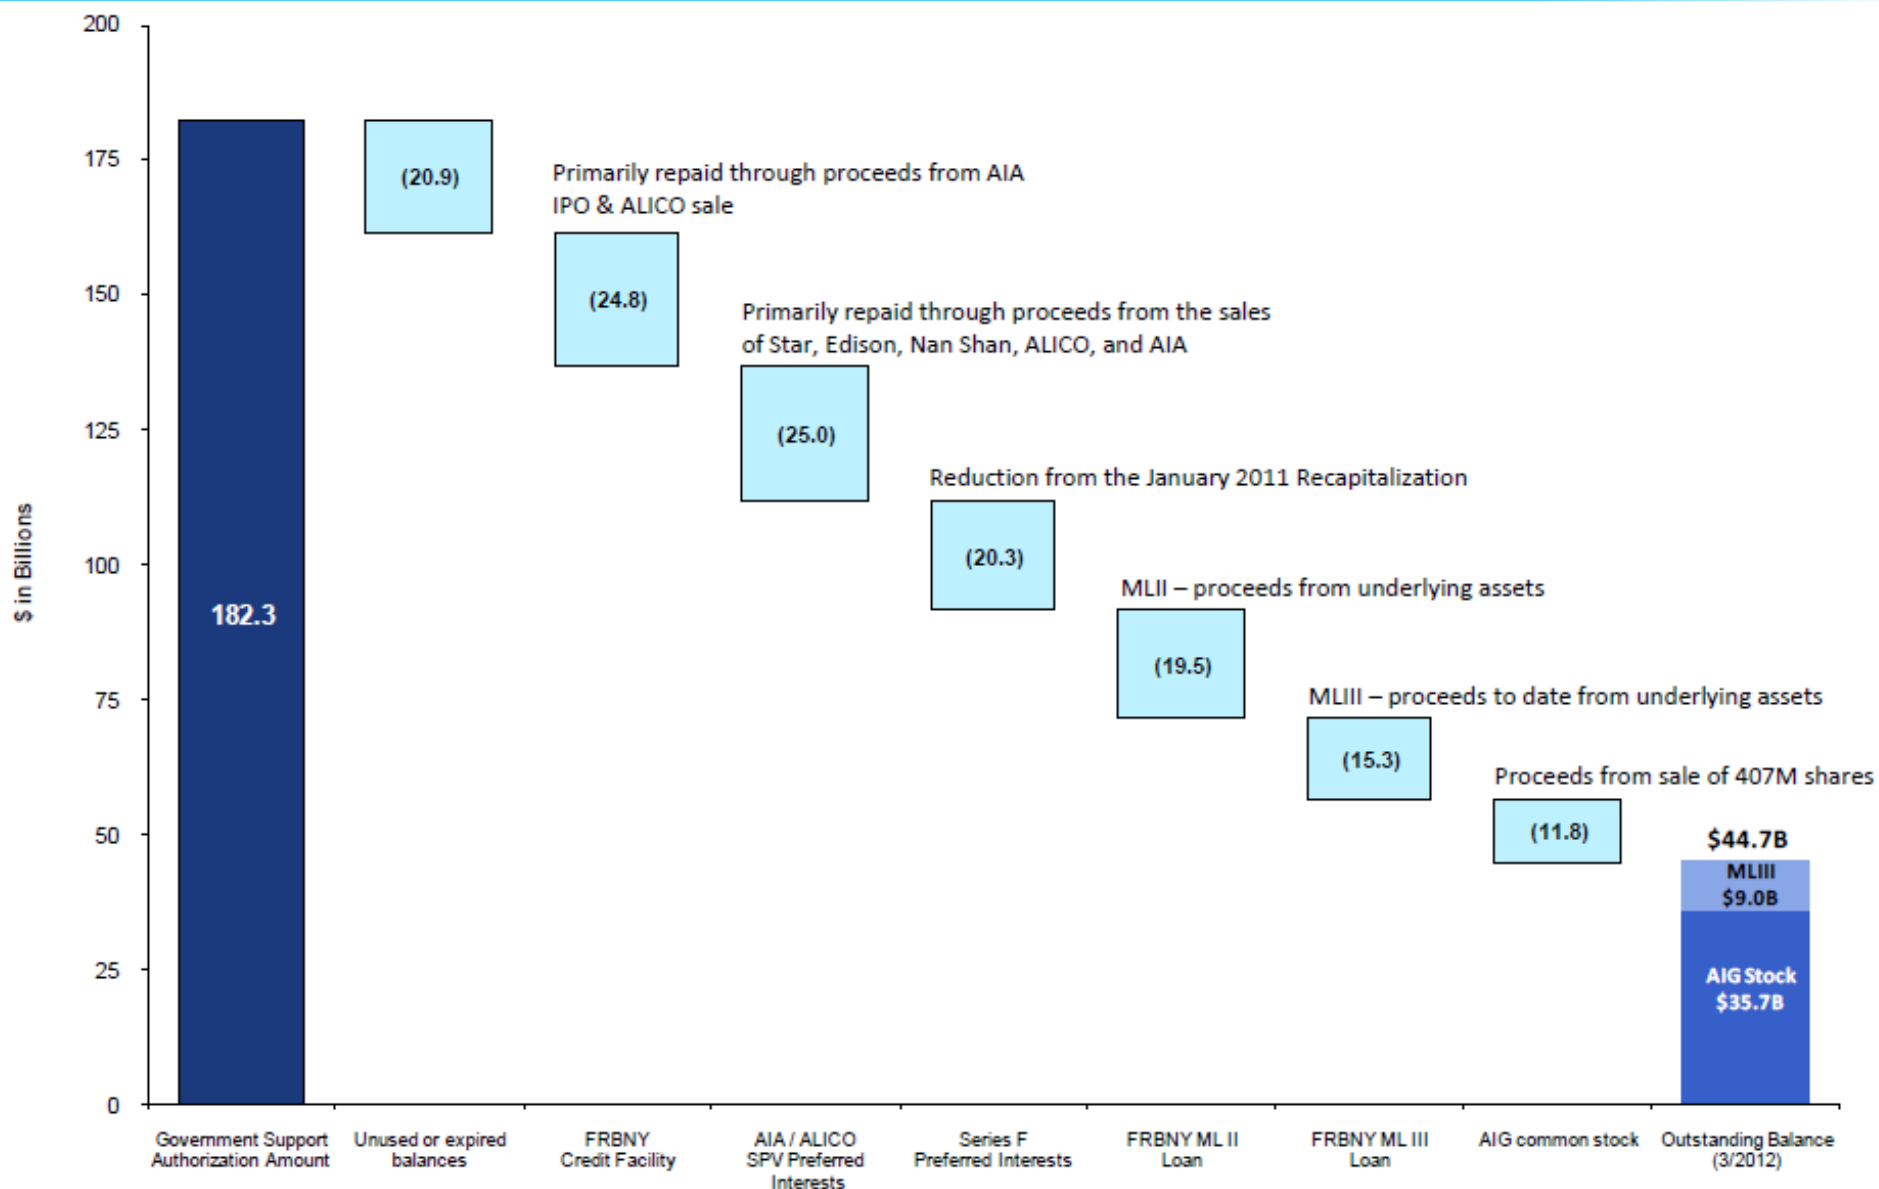 200
175
150
125
100
75
50
25
0
$ in Billions
182.3
(20.9)
Primarily repaid through proceeds from AIA
IPO & ALICO sale
(24.8)
Primarily repaid through proceeds from the sales
of Star, Edison, Nan Shan, ALICO, and AIA
(25.0)
Reduction from the January 2011 Recapitalization
(20.3)
MLII – proceeds from underlying assets
(19.5)
MLIII – proceeds to date from underlying assets
(15.3)
Proceeds from sale of 407M shares
(11.8)
$44.7B
MLIII
$9.0B
AIG Stock
$35.7B
Government Support
Authorization Amount
Unused or expired
balances
FRBNY
Credit Facility
AIA / ALICO
SPV Preferred
Interests
Series F
Preferred Interests
FRBNY ML II
Loan
FRBNY ML III
Loan
AIG common stock
Outstanding Balance
(3/2012)